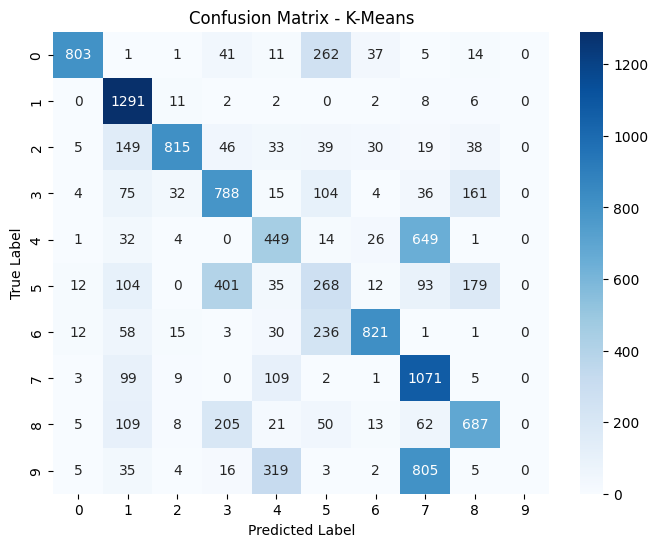 Confusion Matrix - K-Means
0 803 1 1 41 11 262 37 5 14 0
1 0 1291 11 2 2 0 2 8 6 0
2 5 149 815 46 33 39 30 19 38 0
3 4 75 32 788 15 104 4 36 161 0
4 1 32 4 0 449 14 26 649 1 0
5 12 104 0 401 35 268 12 93 179 0
6 12 58 15 3 30 236 821 1 1 0
7 3 99 9 0 109 2 1 1071 5 0
8 5 109 8 205 21 50 13 62 687 0
9 5 35 4 16 319 3 2 805 5 0
0 1 2 3 4 5 6 7 8 9
Predicted Label
True Label
1200
1000
800
600
400
200
0